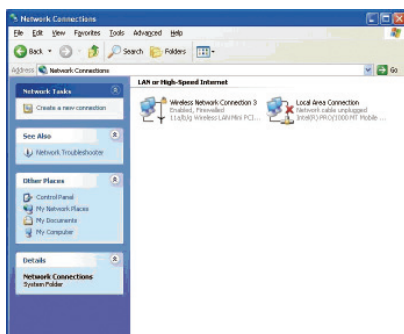 Network Connections
File Edit View Favorites Tools Advanced Help
Back Search Folders
Address Network Connections Go
Network Tasks
Create a new connection
See Also
Network Troubleshooter
Other Places
Control Panel
My Network Places
My Documents
My Computer
Details
Network Connections
System Folder
LAN or High-Speed Internet
Wireless Network Connection 3
Enabled, Firewalled
11a/b/g Wireless LAN Mini PCI...
Local Area Connection
Network cable unplugged
Intel(R) PRO/1000 MT Mobile ...